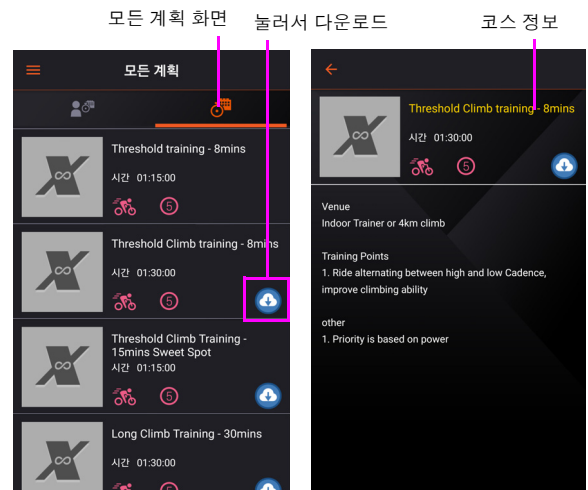 모든 계획 화면
눌러서 다운로드
코스 정보
모든 계획
Threshold training - 8mins
시간 01:15:00
5
Threshold Climb training - 8mins
시간 01:30:00
5
Threshold Climb Training -
15mins Sweet Spot
시간 01:15:00
5
Long Climb Training - 30mins
시간 01:30:00
5
Threshold Climb training - 8mins
시간 01:30:00
5
Venue
Indoor Trainer or 4km climb
Training Points
1. Ride alternating between high and low Cadence,
improve climbing ability
other
1. Priority is based on power